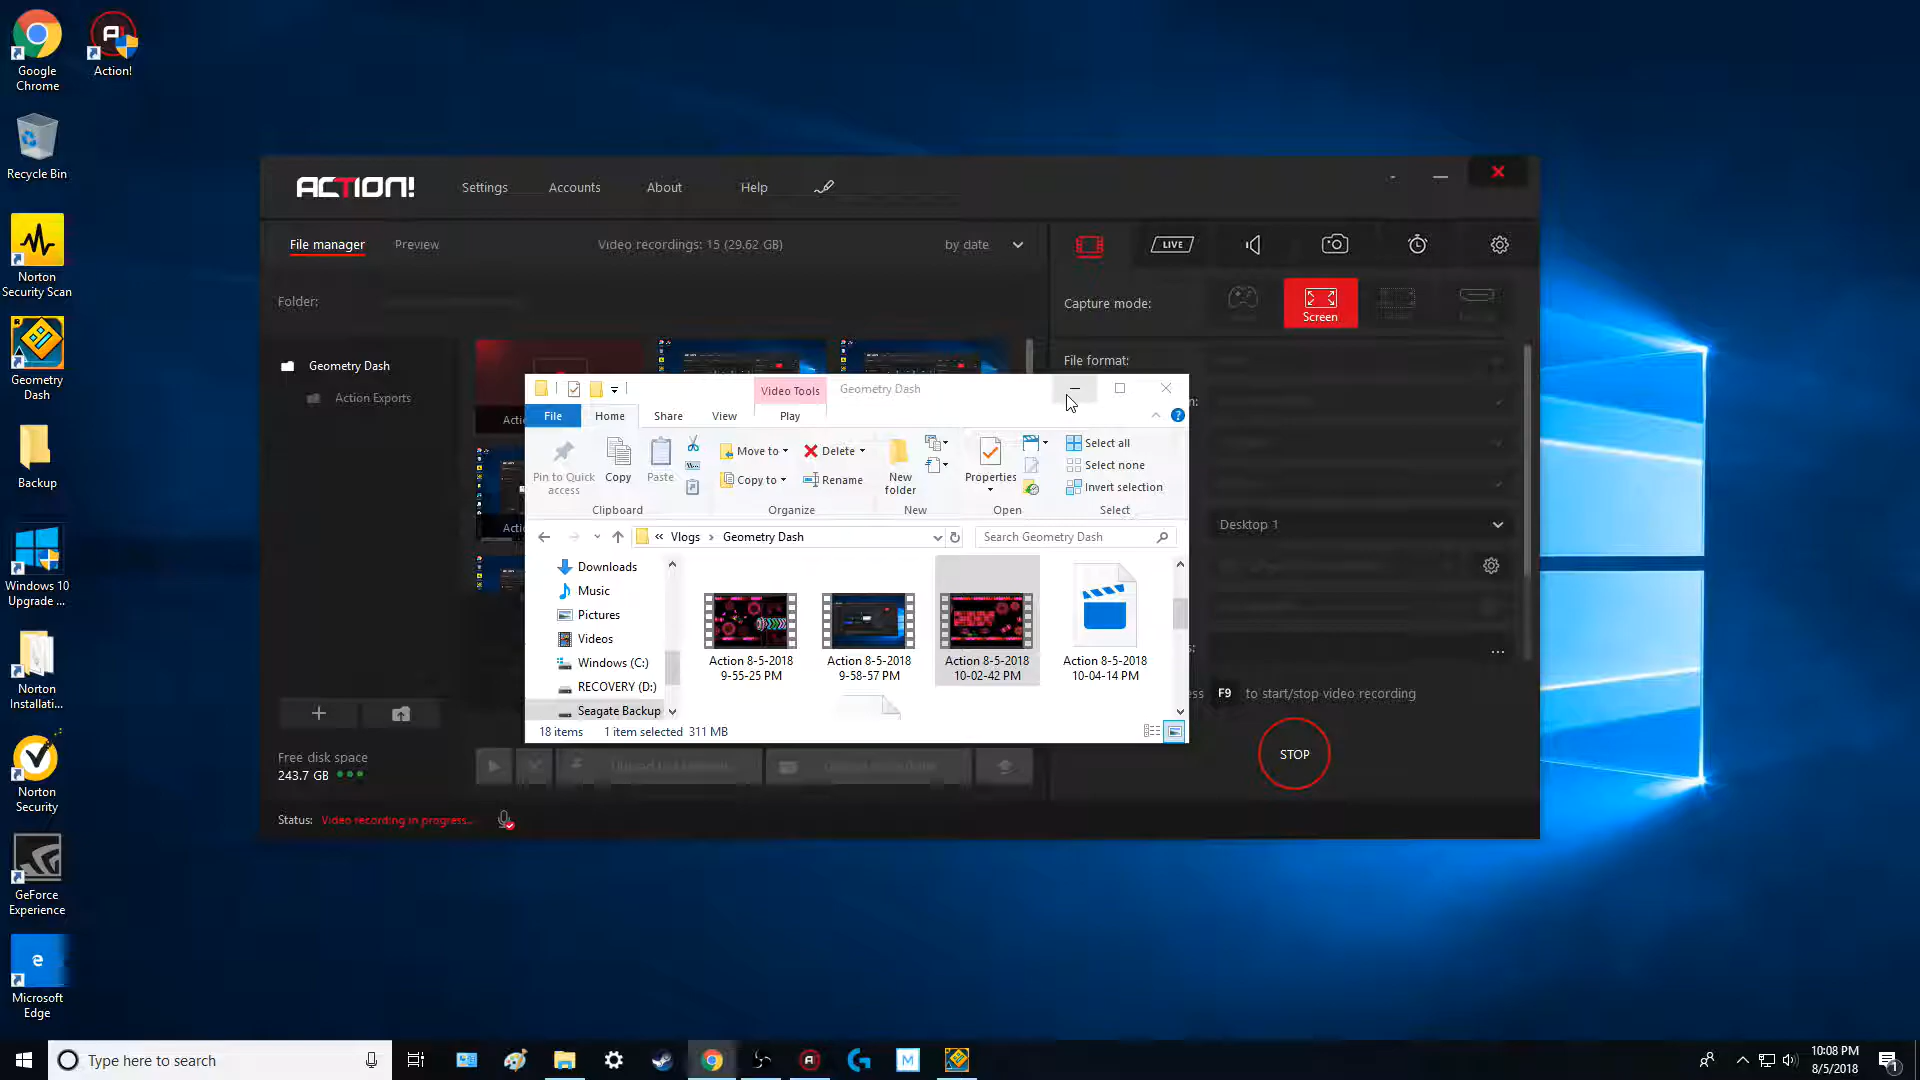 Google
Chrome
Action!
Recycle Bin
Norton
Security Scan
Geometry
Dash
Backup
Windows 10
Upgrade ...
Norton
Installati...
Norton
Security
GeForce
Experience
Microsoft
Edge
ACTION!
Settings
Accounts
About
Help
File manager
Preview
Video recordings: 15 (29.62 GB)
by date
LIVE
Folder:
Capture mode:
Screen
File format:
Geometry Dash
Action Exports
Desktop 1
F9
to start/stop video recording
STOP
Free disk space
243.7 GB
Status:
Video recording in progress...
Video Tools
Geometry Dash
File
Home
Share
View
Play
Pin to Quick
access
Copy
Paste
Move to
Copy to
Delete
Rename
New
folder
Properties
Select all
Select none
Invert selection
Clipboard
Organize
New
Open
Select
« Vlogs › Geometry Dash
Search Geometry Dash
Downloads
Music
Pictures
Videos
Windows (C:)
RECOVERY (D:)
Seagate Backup
Action 8-5-2018
9-55-25 PM
Action 8-5-2018
9-58-57 PM
Action 8-5-2018
10-02-42 PM
Action 8-5-2018
10-04-14 PM
18 items
1 item selected 311 MB
Type here to search
10:08 PM
8/5/2018
1